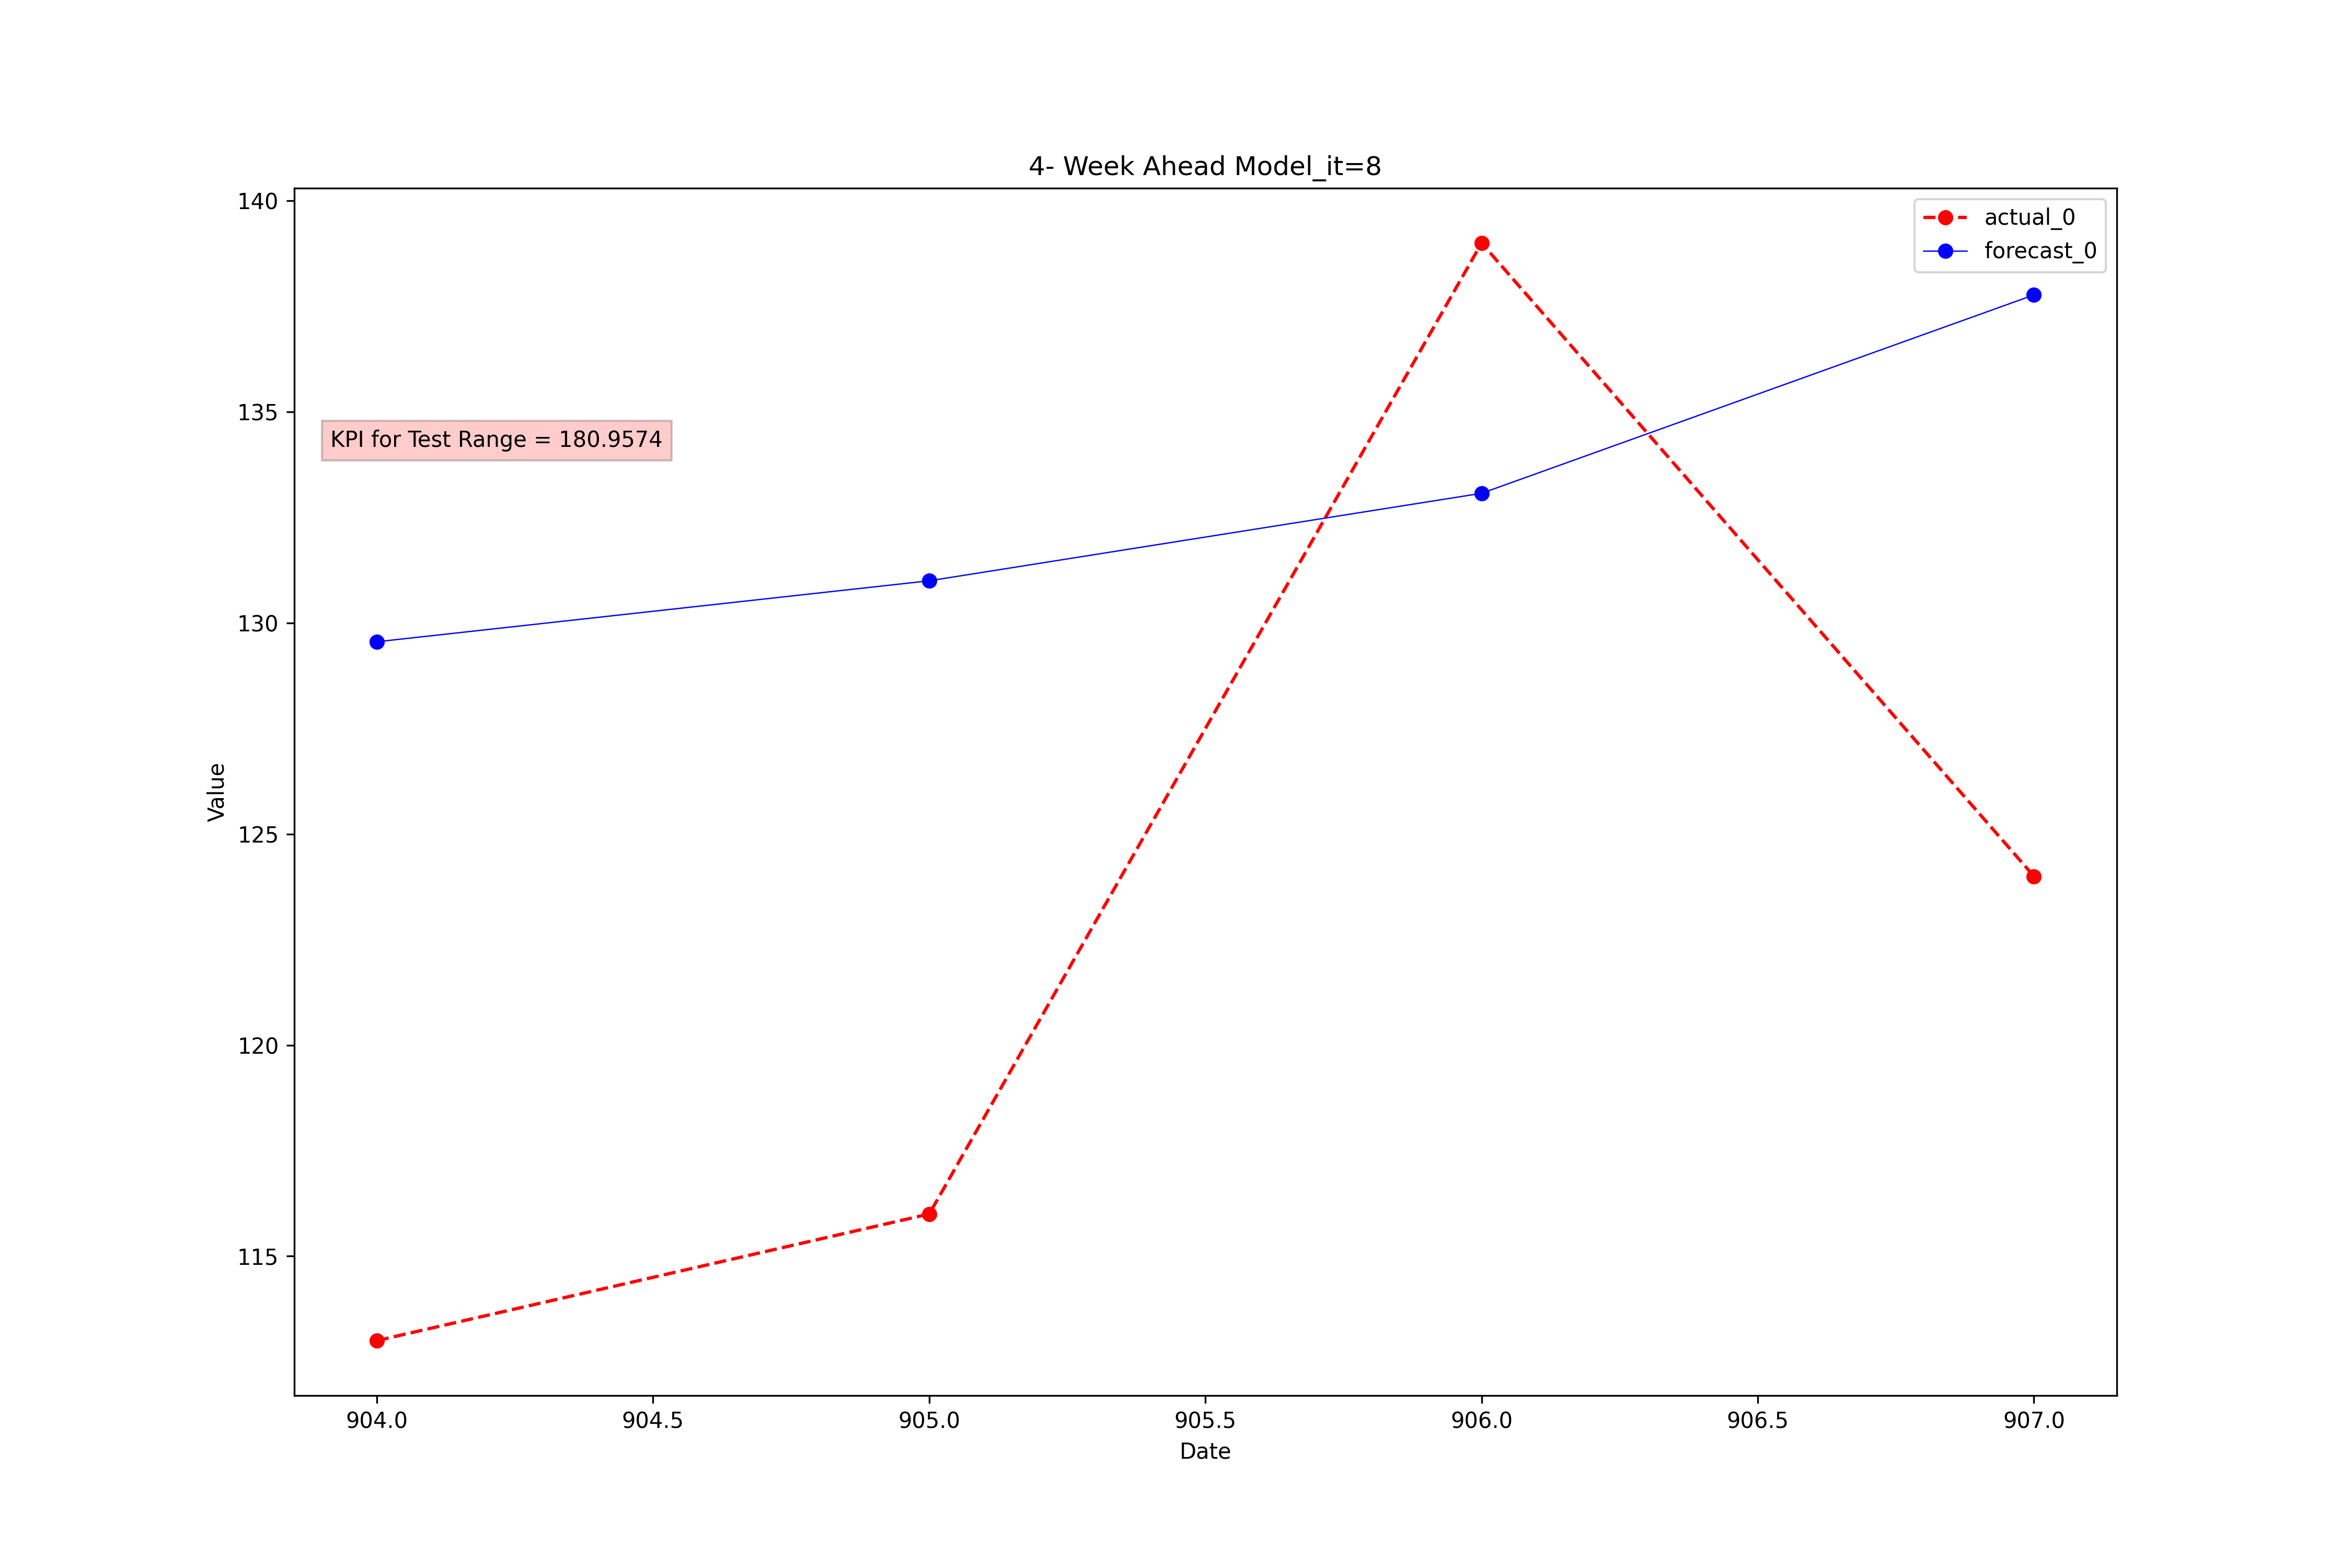 4- Week Ahead Model_it=8
140
135
130
125
120
115
Value
KPI for Test Range = 180.9574
actual_0
forecast_0
904.0 904.5 905.0 905.5 906.0 906.5 907.0
Date